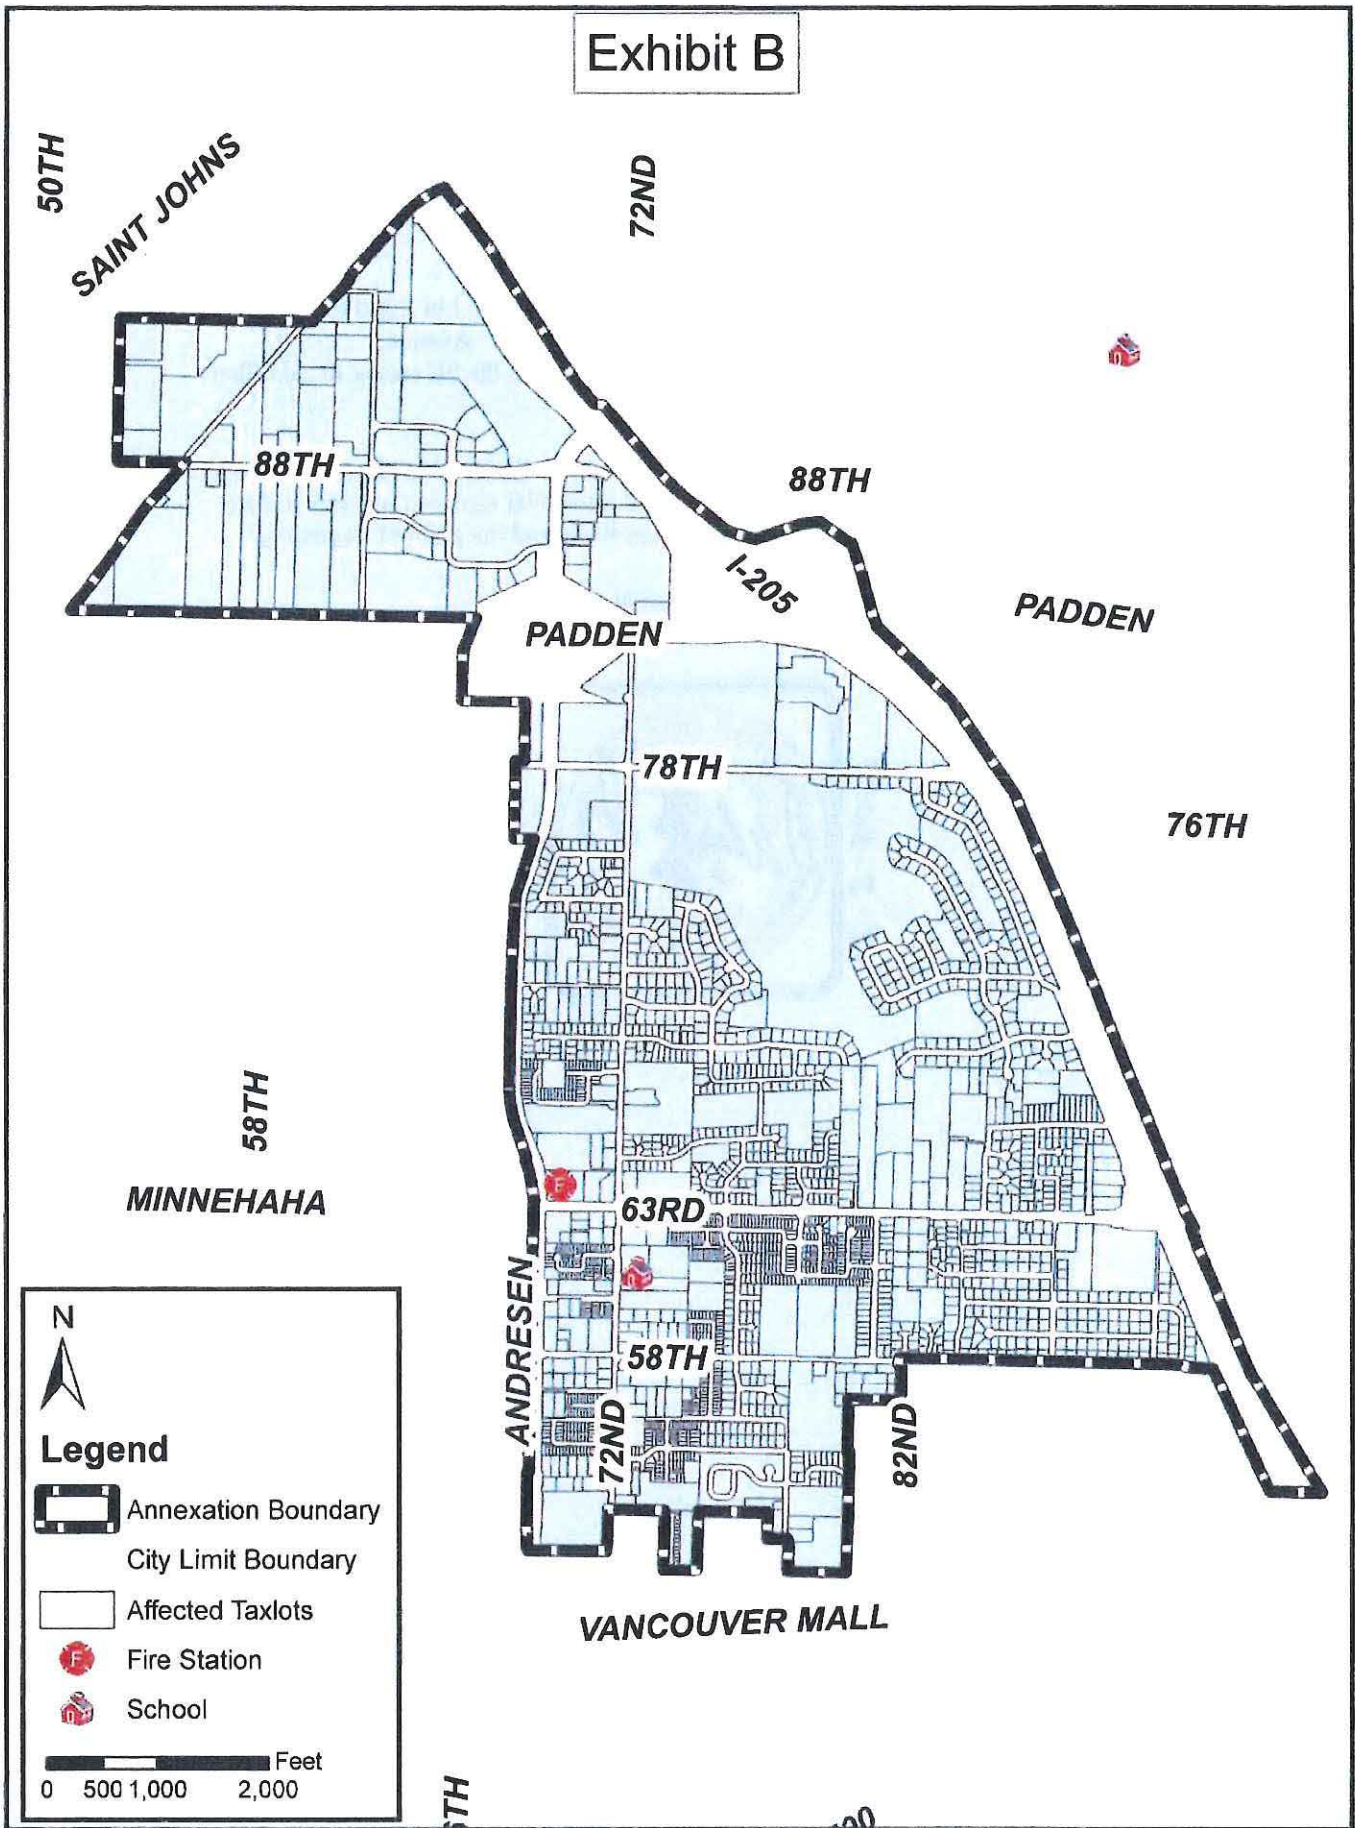 Exhibit B
50TH
SAINT JOHNS
72ND
88TH
88TH
I-205
PADDEN
PADDEN
78TH
76TH
58TH
MINNEHAHA
F
63RD
ANDRESEN
58TH
72ND
82ND
VANCOUVER MALL
N
Legend
Annexation Boundary
City Limit Boundary
Affected Taxlots
F Fire Station
School
Feet
0 500 1,000 2,000